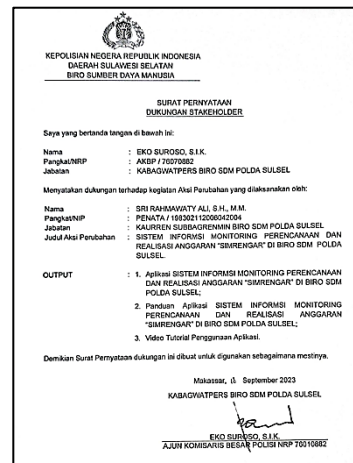 KEPOLISIAN NEGERA REPUBLIK INDONESIA
DAERAH SULAWESI SELATAN
BIRO SUMBER DAYA MANUSIA
SURAT PERNYATAAN
DUKUNGAN STAKEHOLDER
Saya yang bertanda tangan di bawah ini:
Nama : EKO SUROSO, S.I.K.
Pangkat/NRP : AKBP / 76070882
Jabatan : KABAGWATPERS BIRO SDM POLDA SULSEL
Menyatakan dukungan terhadap kegiatan Aksi Perubahan yang dilaksanakan oleh:
Nama : SRI RAHMAWATY ALI, S.H., M.M.
Pangkat/NIP : PENATA / 198302112006042004
Jabatan : KAURREN SUBBAGRENMIN BIRO SDM POLDA SULSEL
Judul Aksi Perubahan : SISTEM INFORMSI MONITORING PERENCANAAN DAN
REALISASI ANGGARAN "SIMRENGAR" DI BIRO SDM POLDA
SULSEL.
OUTPUT : 1. Aplikasi SISTEM INFORMSI MONITORING PERENCANAAN
DAN REALISASI ANGGARAN "SIMRENGAR" DI BIRO SDM
POLDA SULSEL;
2. Panduan Aplikasi SISTEM INFORMSI MONITORING
PERENCANAAN DAN REALISASI ANGGARAN
"SIMRENGAR" DI BIRO SDM POLDA SULSEL;
3. Video Tutorial Penggunaan Aplikasi.
Demikian Surat Pernyataan dukungan ini dibuat untuk digunakan sebagaimana mestinya.
Makassar, September 2023
KABAGWATPERS BIRO SDM POLDA SULSEL
EKO SUROSO, S.I.K.
AJUN KOMISARIS BESAR POLISI NRP 76010882